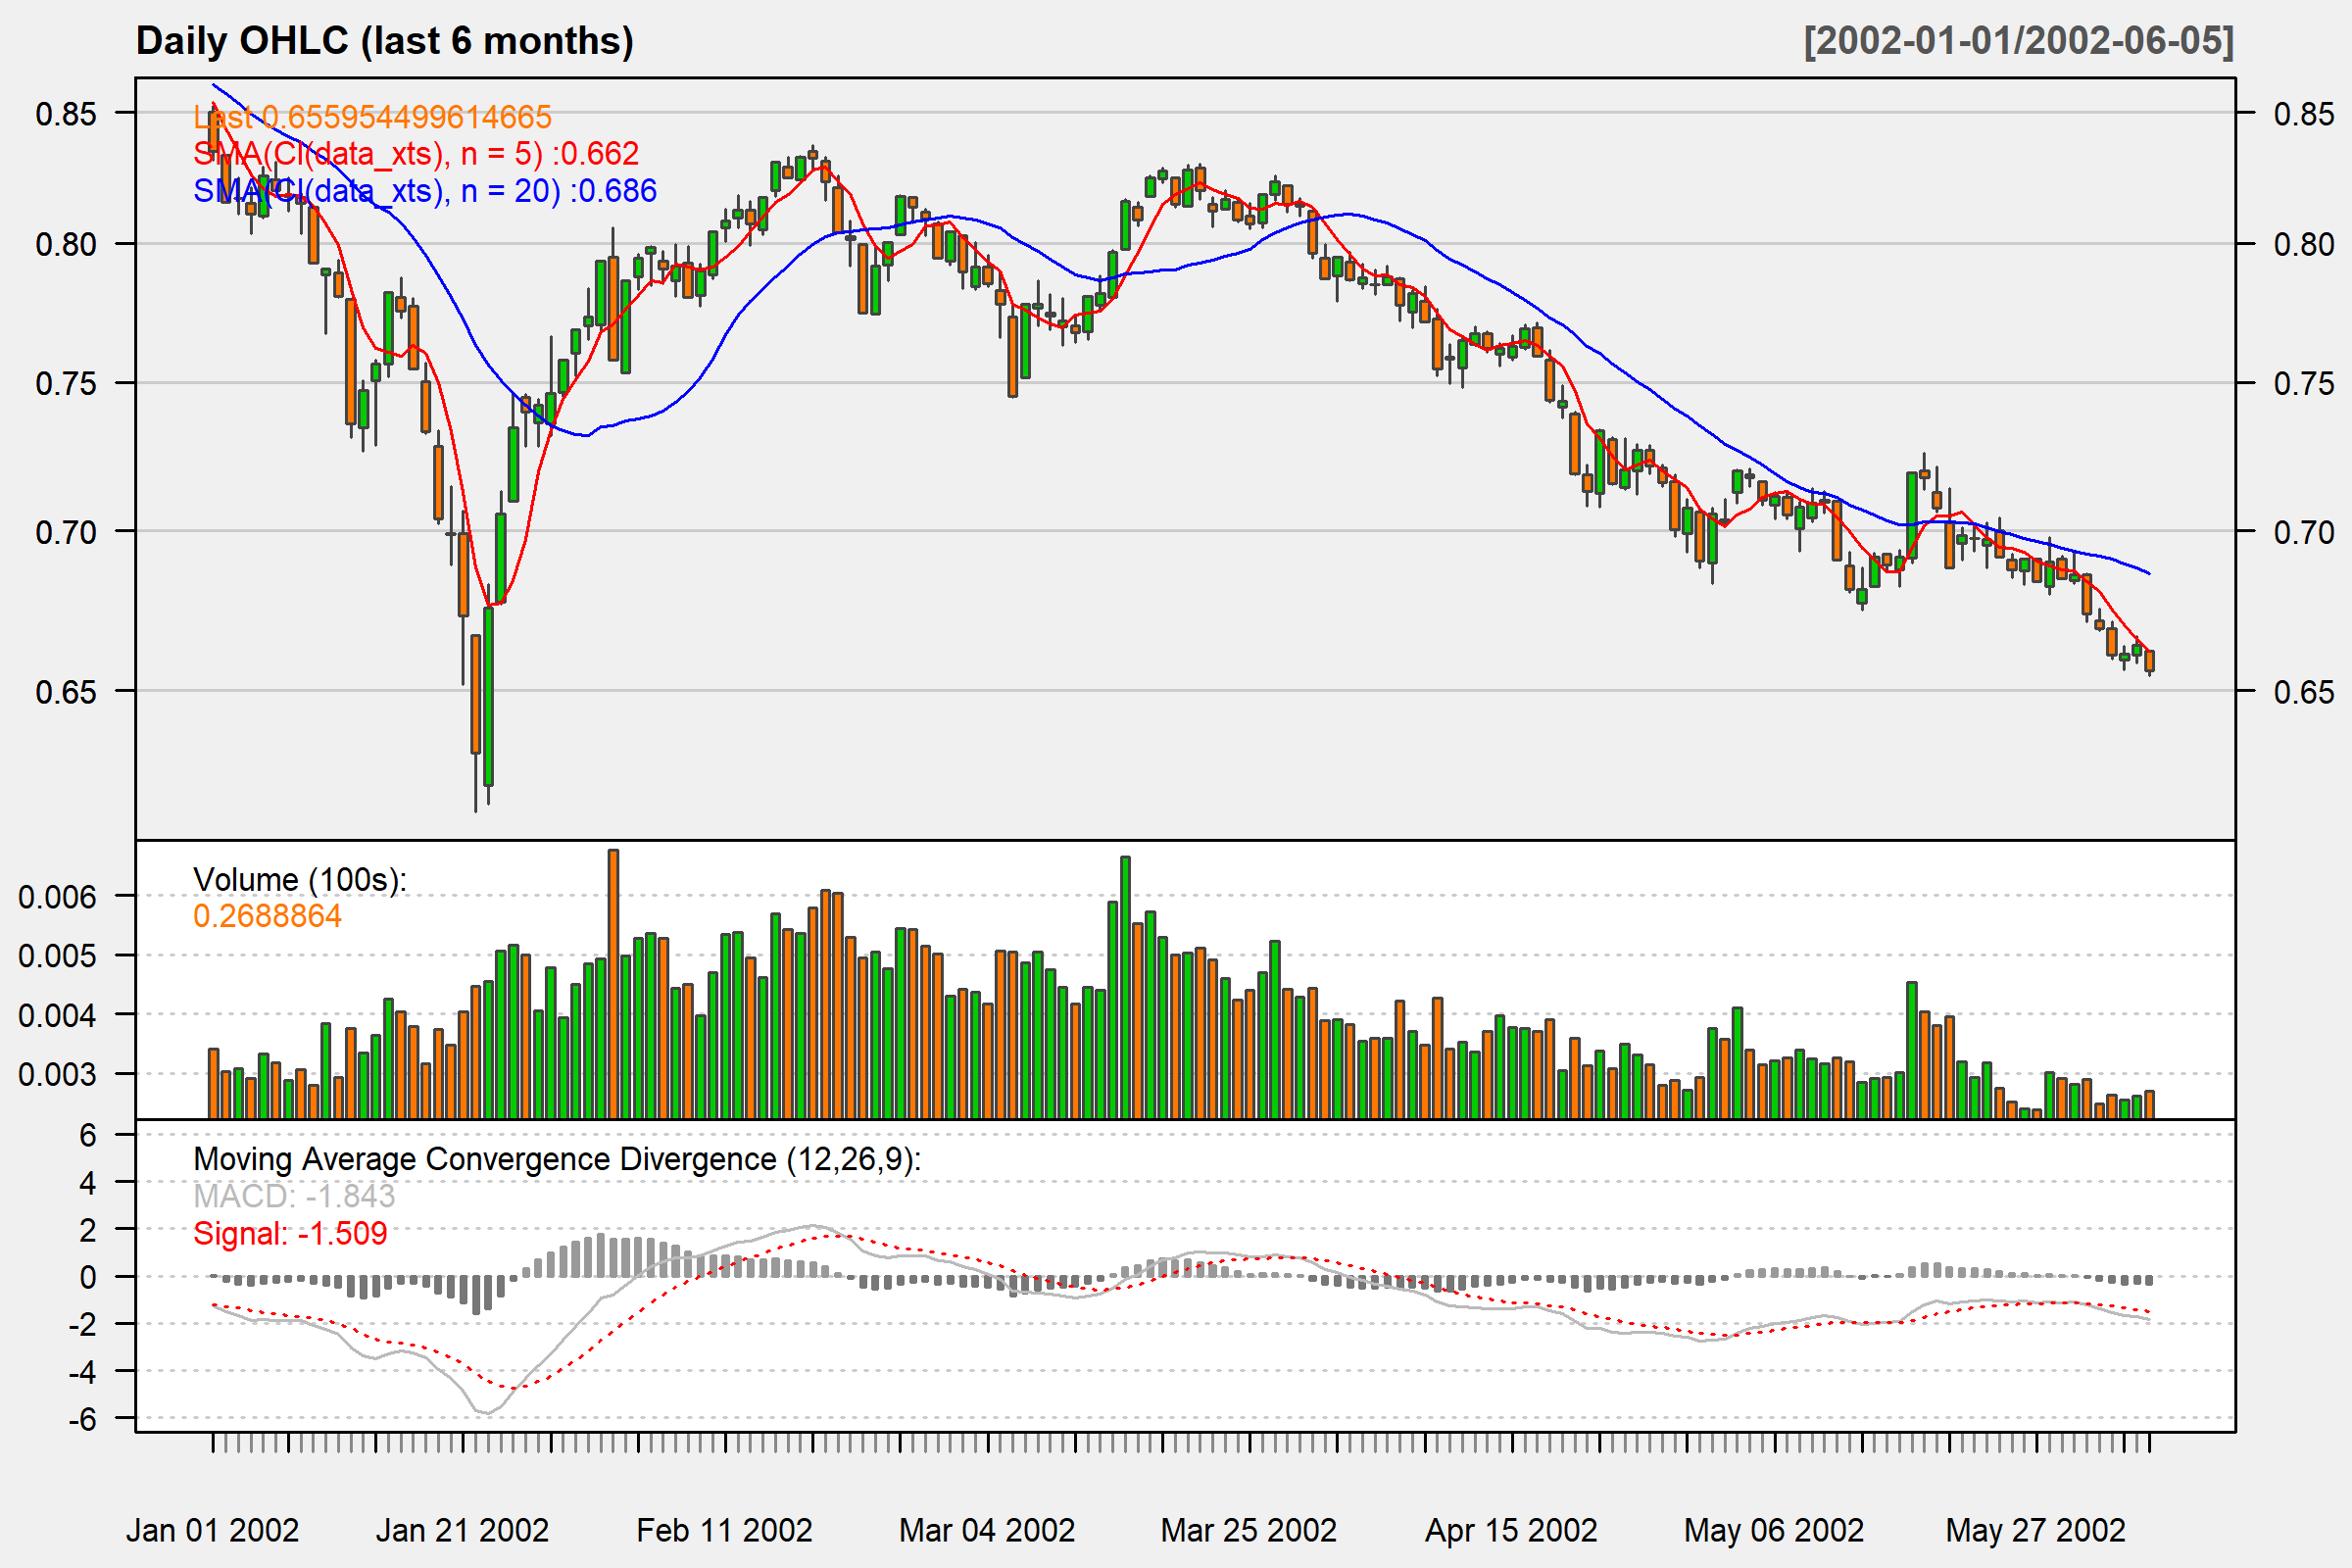 Daily OHLC (last 6 months)
[2002-01-01/2002-06-05]
Last 0.655954499614665
SMA(Cl(data_xts), n = 5) :0.662
SMA(Cl(data_xts), n = 20) :0.686
0.85
0.80
0.75
0.70
0.65
0.85
0.80
0.75
0.70
0.65
Volume (100s):
0.2688864
0.006
0.005
0.004
0.003
Moving Average Convergence Divergence (12,26,9):
MACD: -1.843
Signal: -1.509
6
4
2
0
-2
-4
-6
Jan 01 2002
Jan 21 2002
Feb 11 2002
Mar 04 2002
Mar 25 2002
Apr 15 2002
May 06 2002
May 27 2002